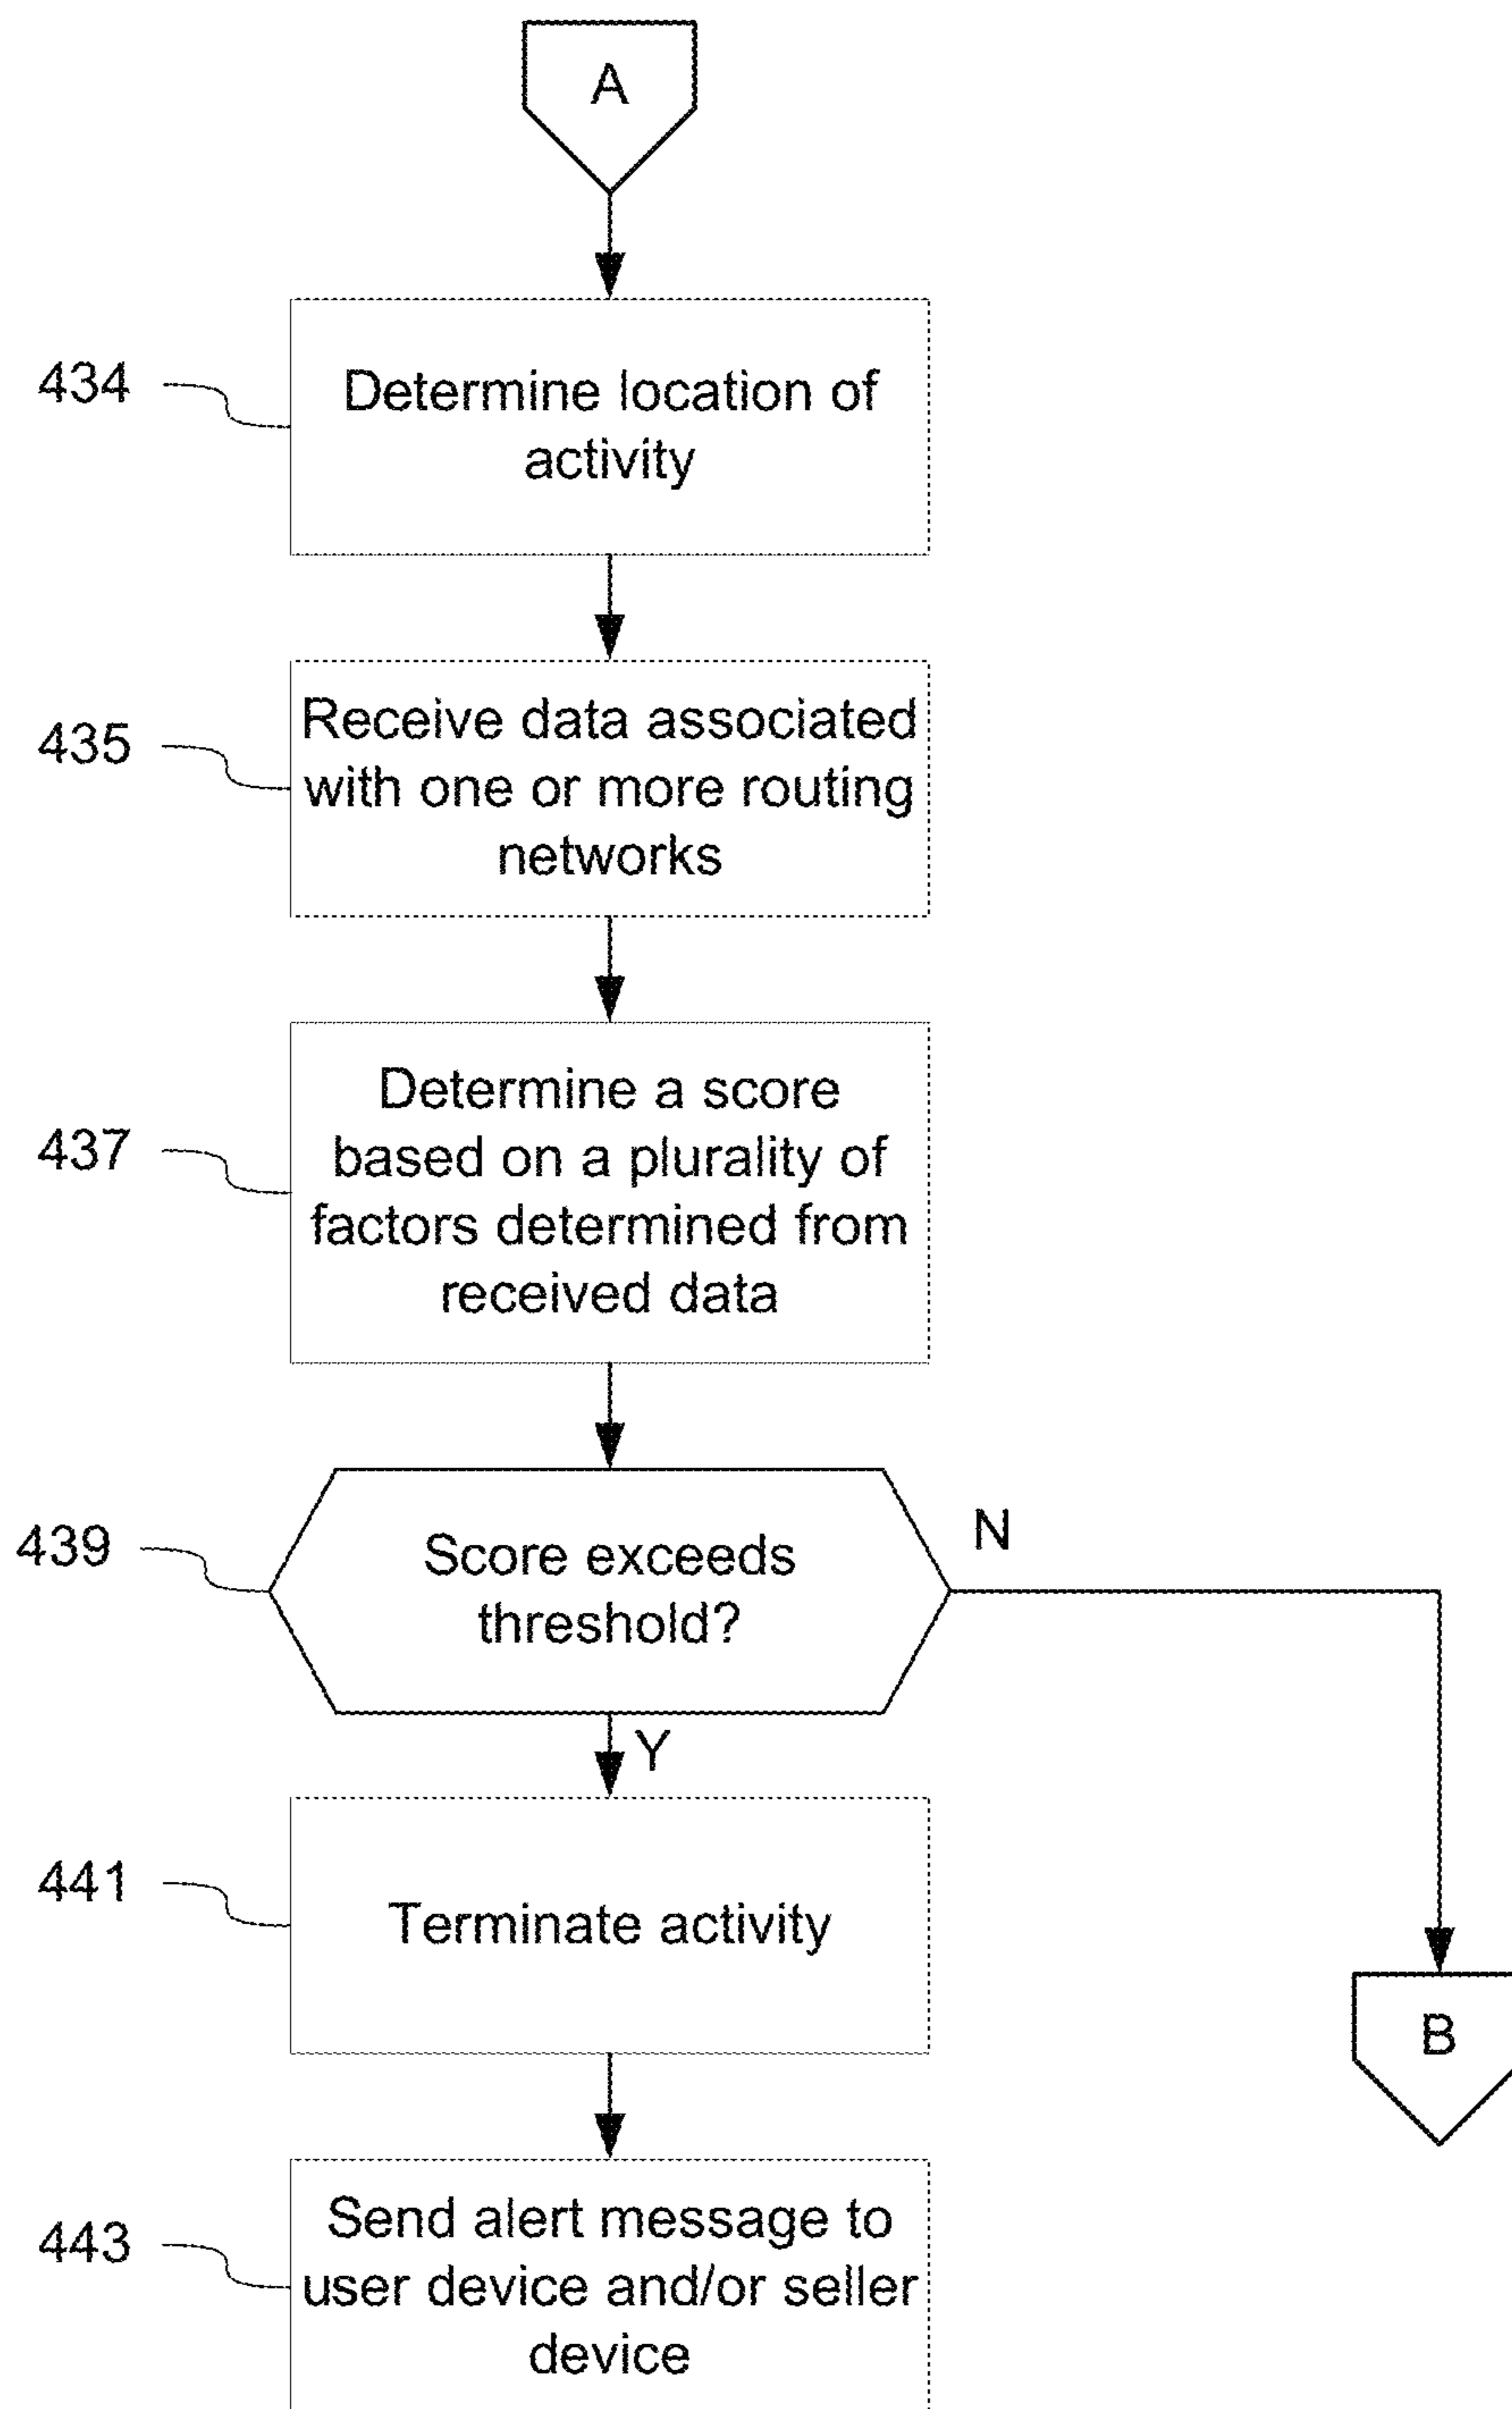 A
434
Determine location of
activity
435
Receive data associated
with one or more routing
networks
437
Determine a score
based on a plurality of
factors determined from
received data
439
Score exceeds
threshold?
N
Y
441
Terminate activity
B
443
Send alert message to
user device and/or seller
device